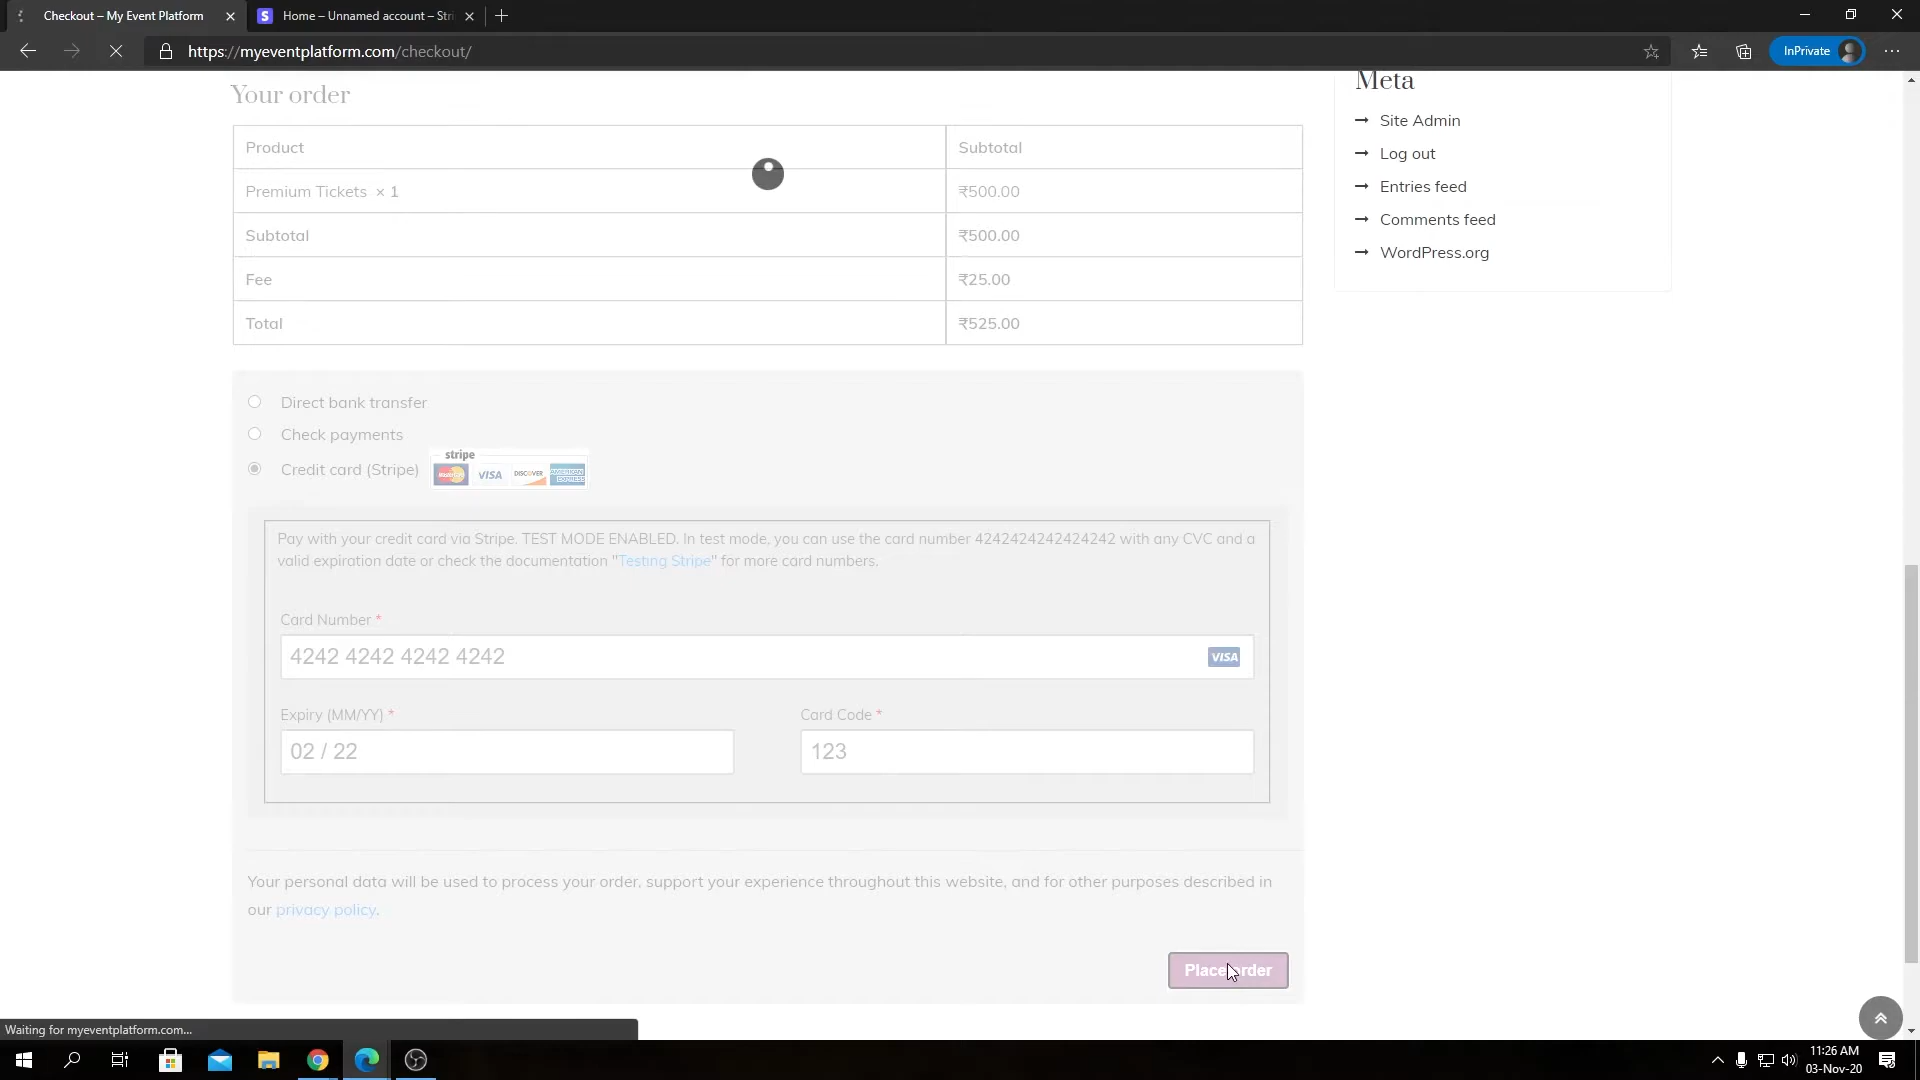 Checkout – My Event Platform
Home – Unnamed account – Str
https://myeventplatform.com/checkout/
InPrivate
Your order
Product Subtotal
Premium Tickets × 1 ₹500.00
Subtotal ₹500.00
Fee ₹25.00
Total ₹525.00
Meta
Site Admin
Log out
Entries feed
Comments feed
WordPress.org
Direct bank transfer
Check payments
Credit card (Stripe)
stripe
MasterCard VISA DISCOVER AMERICAN EXPRESS
Pay with your credit card via Stripe. TEST MODE ENABLED. In test mode, you can use the card number 4242424242424242 with any CVC and a
valid expiration date or check the documentation "Testing Stripe" for more card numbers.
Card Number *
4242 4242 4242 4242 VISA
Expiry (MM/YY) * Card Code *
02 / 22 123
Your personal data will be used to process your order, support your experience throughout this website, and for other purposes described in
our privacy policy.
Place order
Waiting for myeventplatform.com...
11:26 AM
03-Nov-20